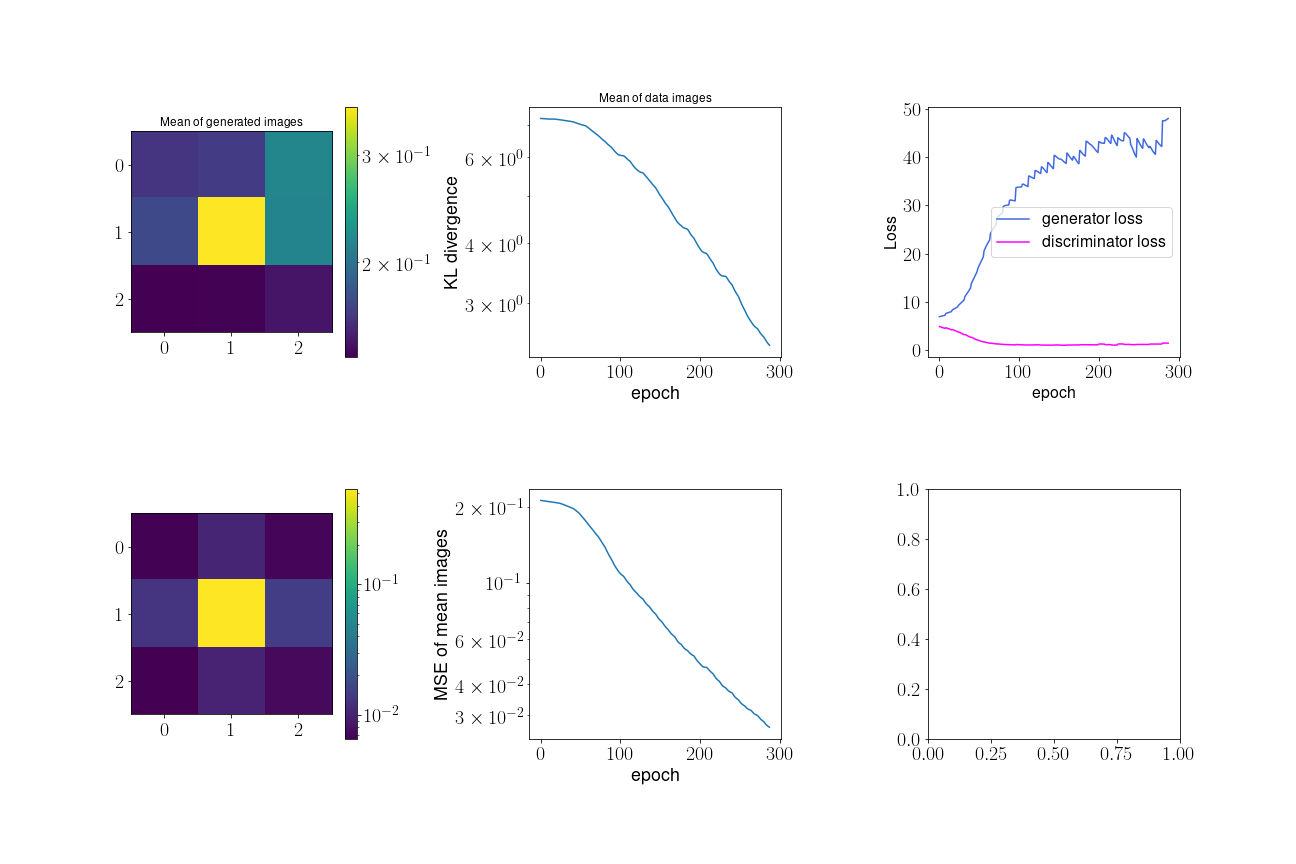 Mean of generated images
0
1
2
0 1 2
3 × 10⁻¹
2 × 10⁻¹
Mean of data images
KL divergence
6 × 10⁰
4 × 10⁰
3 × 10⁰
0 100 200 300
epoch
Loss
50
40
30
20
10
0
generator loss
discriminator loss
0 100 200 300
epoch
0
1
2
0 1 2
10⁻¹
10⁻²
MSE of mean images
2 × 10⁻¹
10⁻¹
6 × 10⁻²
4 × 10⁻²
3 × 10⁻²
0 100 200 300
epoch
1.0
0.8
0.6
0.4
0.2
0.0
0.00 0.25 0.50 0.75 1.00